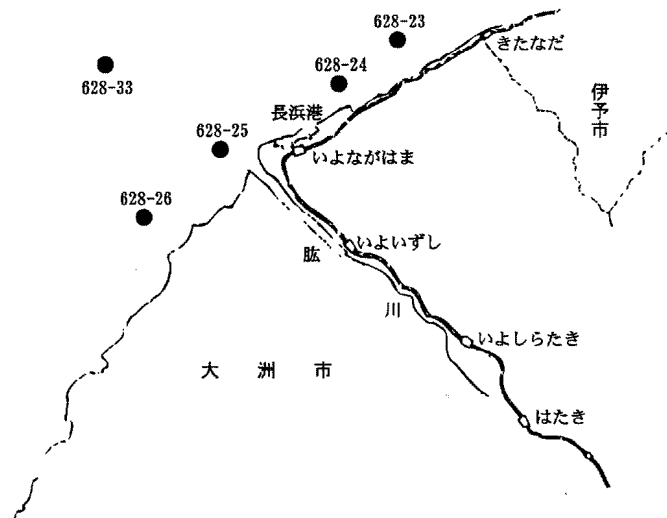 628-23
きたなだ
628-33
628-24
伊予市
長浜港
628-25
いよながはま
628-26
いよいずし
肱川
いよしらたき
大洲市
はたき